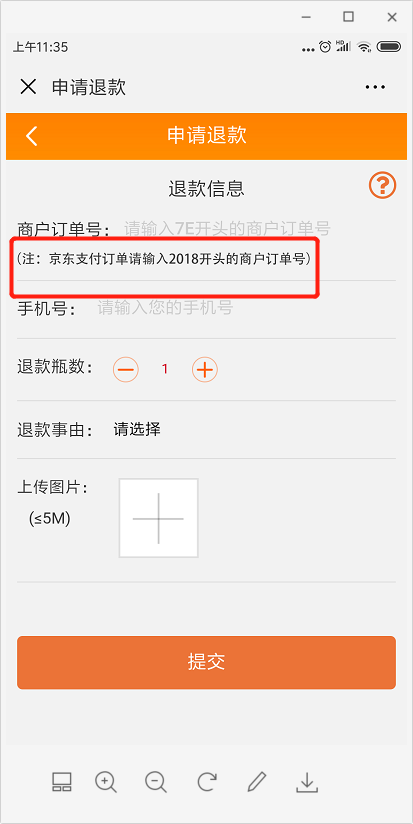 上午11:35
HD
申请退款
申请退款
退款信息
商户订单号： 请输入7E开头的商户订单号
(注：京东支付订单请输入2018开头的商户订单号)
手机号： 请输入您的手机号
退款瓶数： 1
退款事由： 请选择
上传图片：
(≤5M)
提交